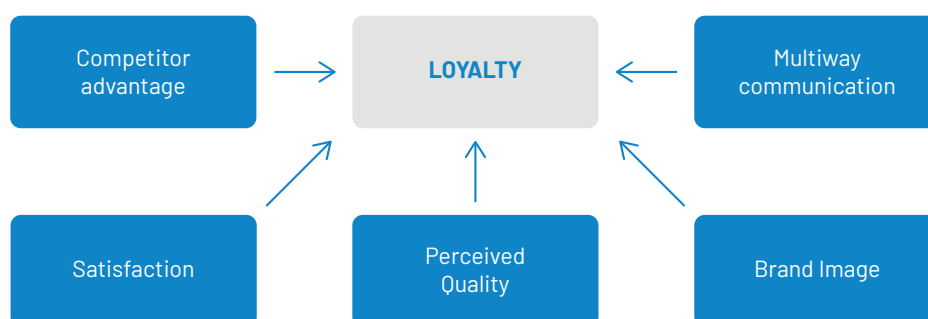 Competitor
advantage
LOYALTY
Multiway
communication
Satisfaction
Perceived
Quality
Brand Image